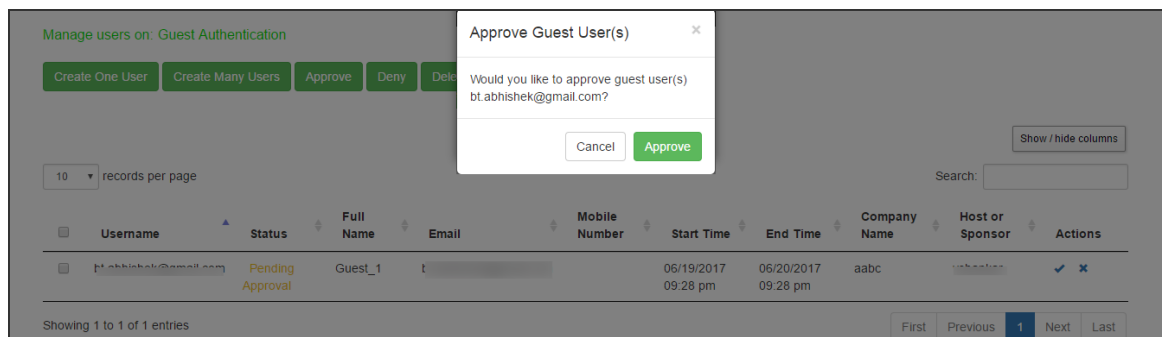 Manage users on: Guest Authentication
Approve Guest User(s) ×
Create One User Create Many Users Approve Deny Dele
Would you like to approve guest user(s)
bt.abhishek@gmail.com?
Cancel Approve
Show / hide columns
10 records per page Search:
Username Status Full Name Email Mobile Number Start Time End Time Company Name Host or Sponsor Actions
Pending Approval Guest_1 06/19/2017 09:28 pm 06/20/2017 09:28 pm aabc
Showing 1 to 1 of 1 entries First Previous 1 Next Last